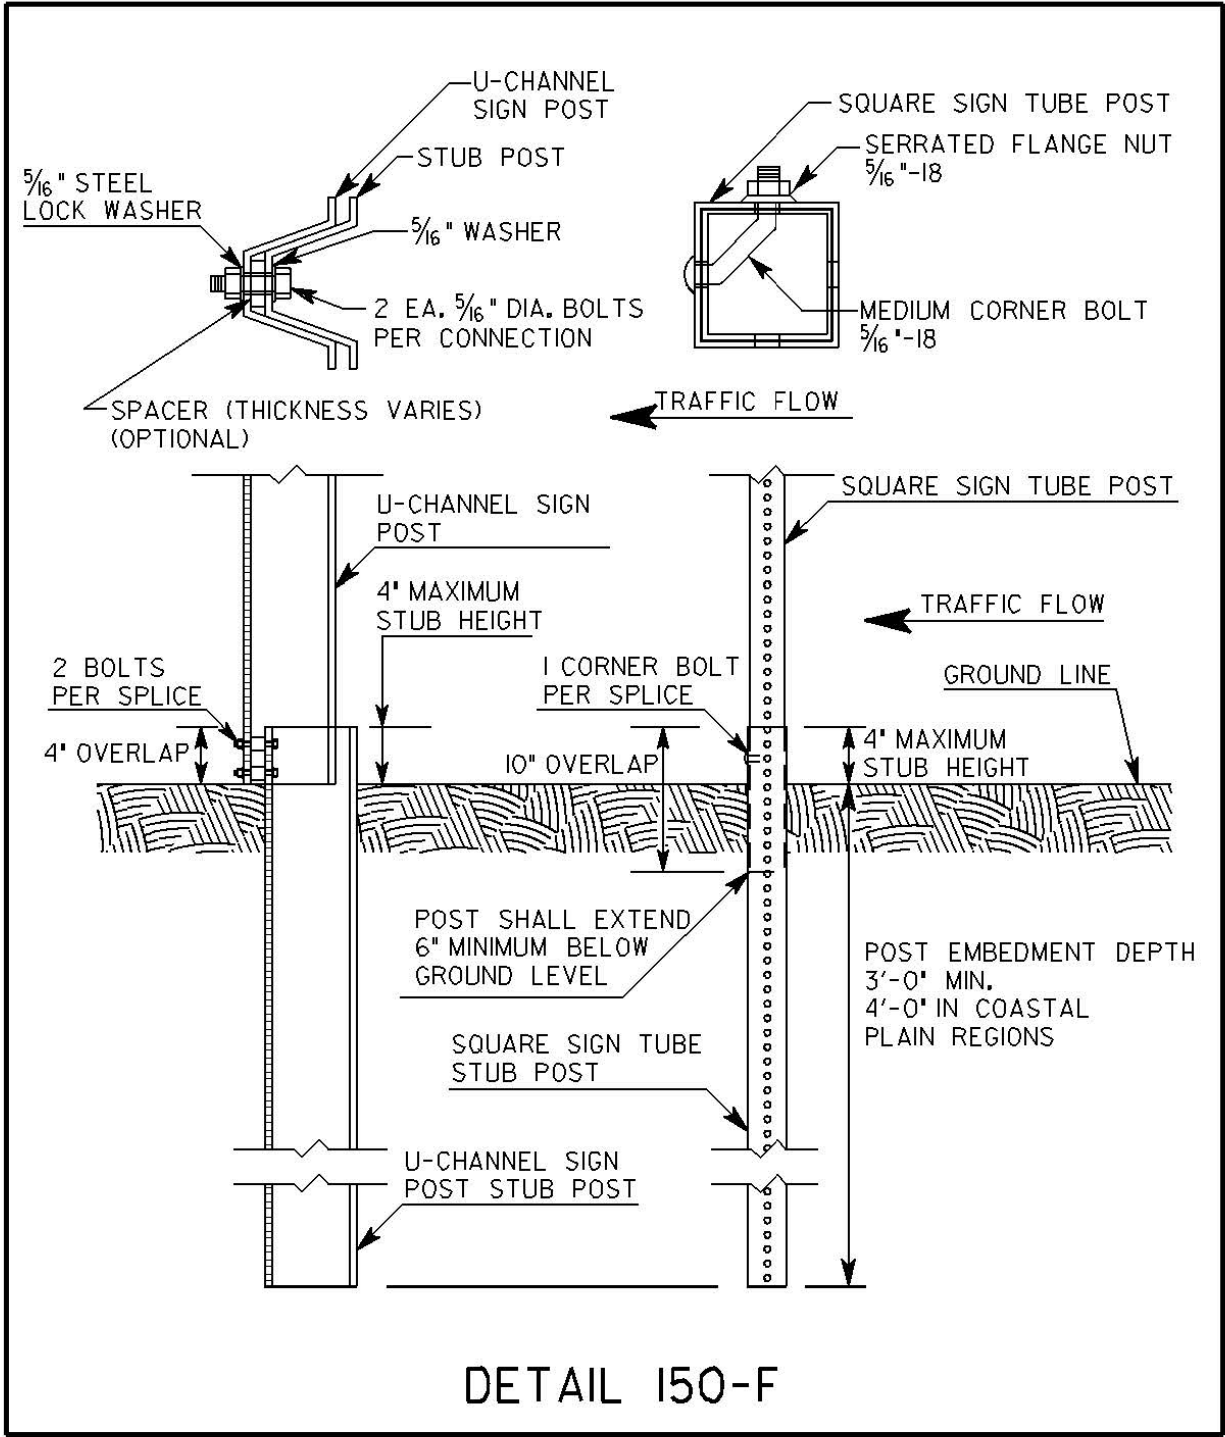 U-CHANNEL
SIGN POST
STUB POST
5/16" STEEL
LOCK WASHER
5/16" WASHER
2 EA. 5/16" DIA. BOLTS
PER CONNECTION
SPACER (THICKNESS VARIES)
(OPTIONAL)
SQUARE SIGN TUBE POST
SERRATED FLANGE NUT
5/16"-18
MEDIUM CORNER BOLT
5/16"-18
TRAFFIC FLOW
U-CHANNEL SIGN
POST
4" MAXIMUM
STUB HEIGHT
2 BOLTS
PER SPLICE
4" OVERLAP
SQUARE SIGN TUBE POST
TRAFFIC FLOW
1 CORNER BOLT
PER SPLICE
GROUND LINE
10" OVERLAP
4" MAXIMUM
STUB HEIGHT
POST SHALL EXTEND
6" MINIMUM BELOW
GROUND LEVEL
POST EMBEDMENT DEPTH
3'-0" MIN.
4'-0" IN COASTAL
PLAIN REGIONS
SQUARE SIGN TUBE
STUB POST
U-CHANNEL SIGN
POST STUB POST
DETAIL 150-F